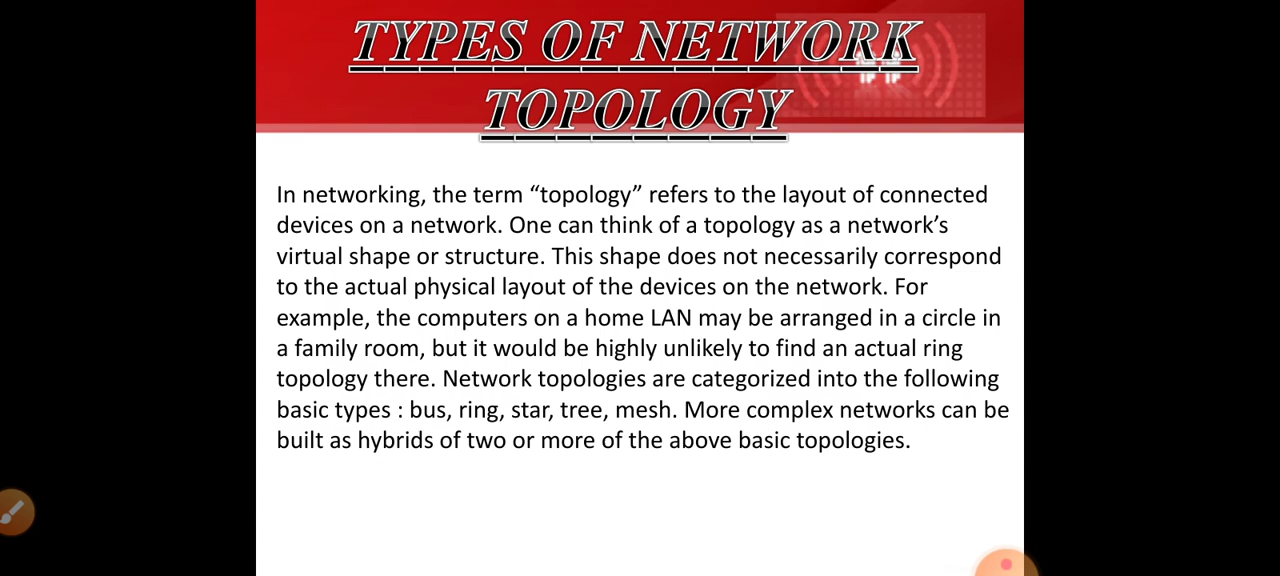 TYPES OF NETWORK
TOPOLOGY
In networking, the term “topology” refers to the layout of connected
devices on a network. One can think of a topology as a network’s
virtual shape or structure. This shape does not necessarily correspond
to the actual physical layout of the devices on the network. For
example, the computers on a home LAN may be arranged in a circle in
a family room, but it would be highly unlikely to find an actual ring
topology there. Network topologies are categorized into the following
basic types : bus, ring, star, tree, mesh. More complex networks can be
built as hybrids of two or more of the above basic topologies.